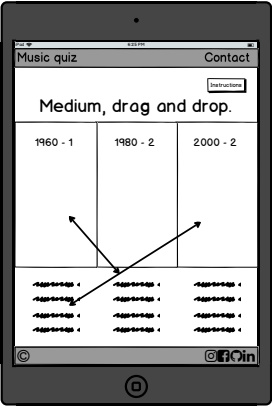 iPad 8:25 PM
Music quiz Contact
Instructions
Medium, drag and drop.
1960 - 1 1980 - 2 2000 - 2
©